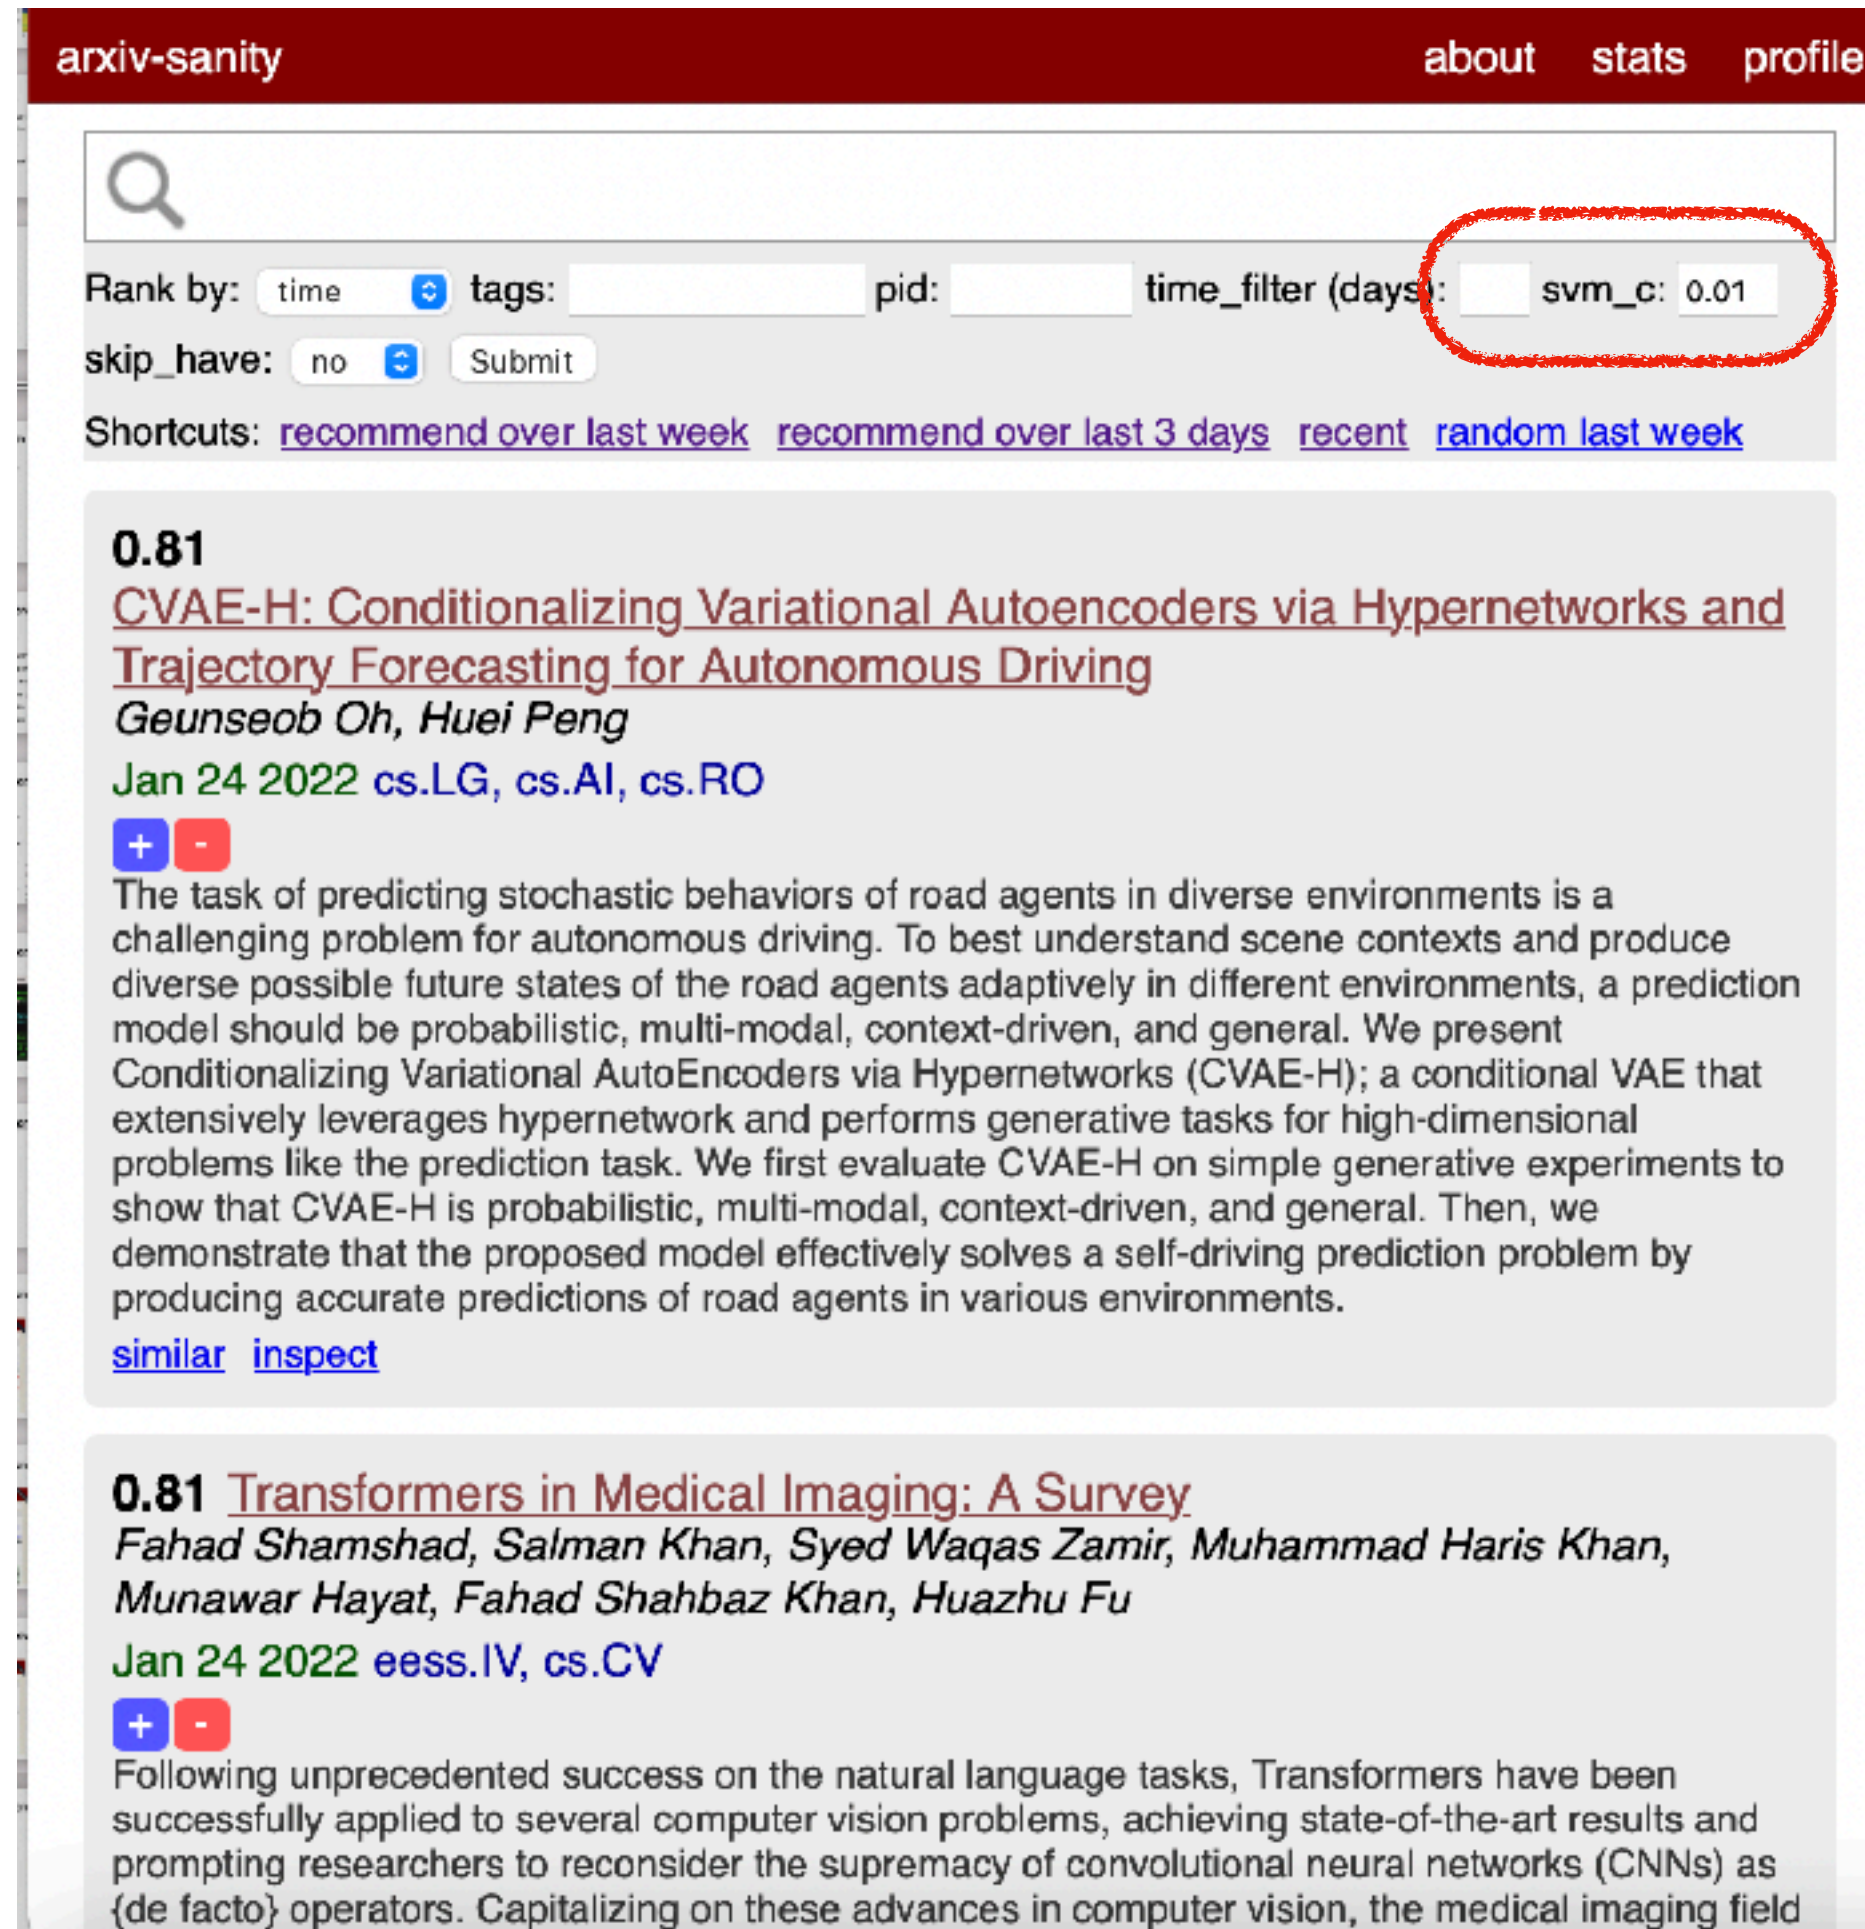 arxiv-sanity about stats profile
Rank by: time tags: pid: time_filter (days): svm_c: 0.01
skip_have: no Submit
Shortcuts: recommend over last week recommend over last 3 days recent random last week
0.81
CVAE-H: Conditionalizing Variational Autoencoders via Hypernetworks and
Trajectory Forecasting for Autonomous Driving
Geunseob Oh, Huei Peng
Jan 24 2022 cs.LG, cs.AI, cs.RO
+ -
The task of predicting stochastic behaviors of road agents in diverse environments is a
challenging problem for autonomous driving. To best understand scene contexts and produce
diverse possible future states of the road agents adaptively in different environments, a prediction
model should be probabilistic, multi-modal, context-driven, and general. We present
Conditionalizing Variational AutoEncoders via Hypernetworks (CVAE-H); a conditional VAE that
extensively leverages hypernetwork and performs generative tasks for high-dimensional
problems like the prediction task. We first evaluate CVAE-H on simple generative experiments to
show that CVAE-H is probabilistic, multi-modal, context-driven, and general. Then, we
demonstrate that the proposed model effectively solves a self-driving prediction problem by
producing accurate predictions of road agents in various environments.
similar inspect
0.81 Transformers in Medical Imaging: A Survey
Fahad Shamshad, Salman Khan, Syed Waqas Zamir, Muhammad Haris Khan,
Munawar Hayat, Fahad Shahbaz Khan, Huazhu Fu
Jan 24 2022 eess.IV, cs.CV
+ -
Following unprecedented success on the natural language tasks, Transformers have been
successfully applied to several computer vision problems, achieving state-of-the-art results and
prompting researchers to reconsider the supremacy of convolutional neural networks (CNNs) as
{de facto} operators. Capitalizing on these advances in computer vision, the medical imaging field